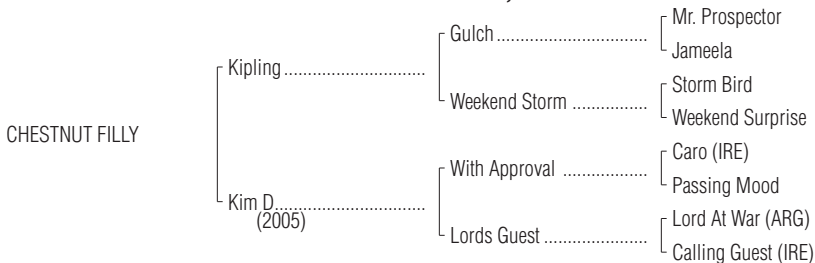 Mr. Prospector
Gulch ................................
Jameela
Kipling ..............................
Storm Bird
Weekend Storm ................
Weekend Surprise
CHESTNUT FILLY
Caro (IRE)
With Approval ..................
Passing Mood
Kim D................................
(2005)
Lord At War (ARG)
Lords Guest ......................
Calling Guest (IRE)